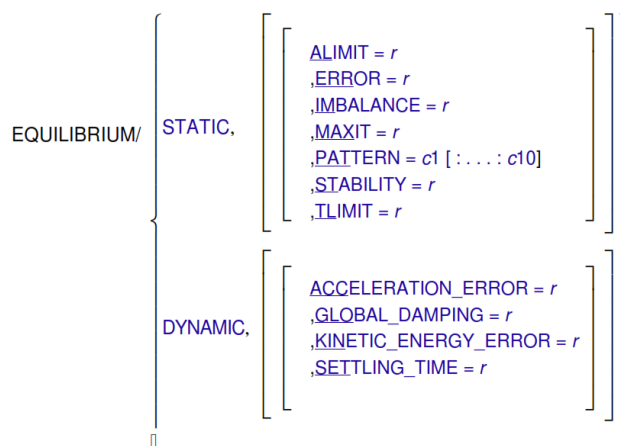 ALIMIT = r
,ERROR = r
,IMBALANCE = r
EQUILIBRIUM/ STATIC, ,MAXIT = r
,PATTERN = c1 [ : . . . : c10]
,STABILITY = r
,TLIMIT = r
ACCELERATION_ERROR = r
DYNAMIC, ,GLOBAL_DAMPING = r
,KINETIC_ENERGY_ERROR = r
,SETTLING_TIME = r